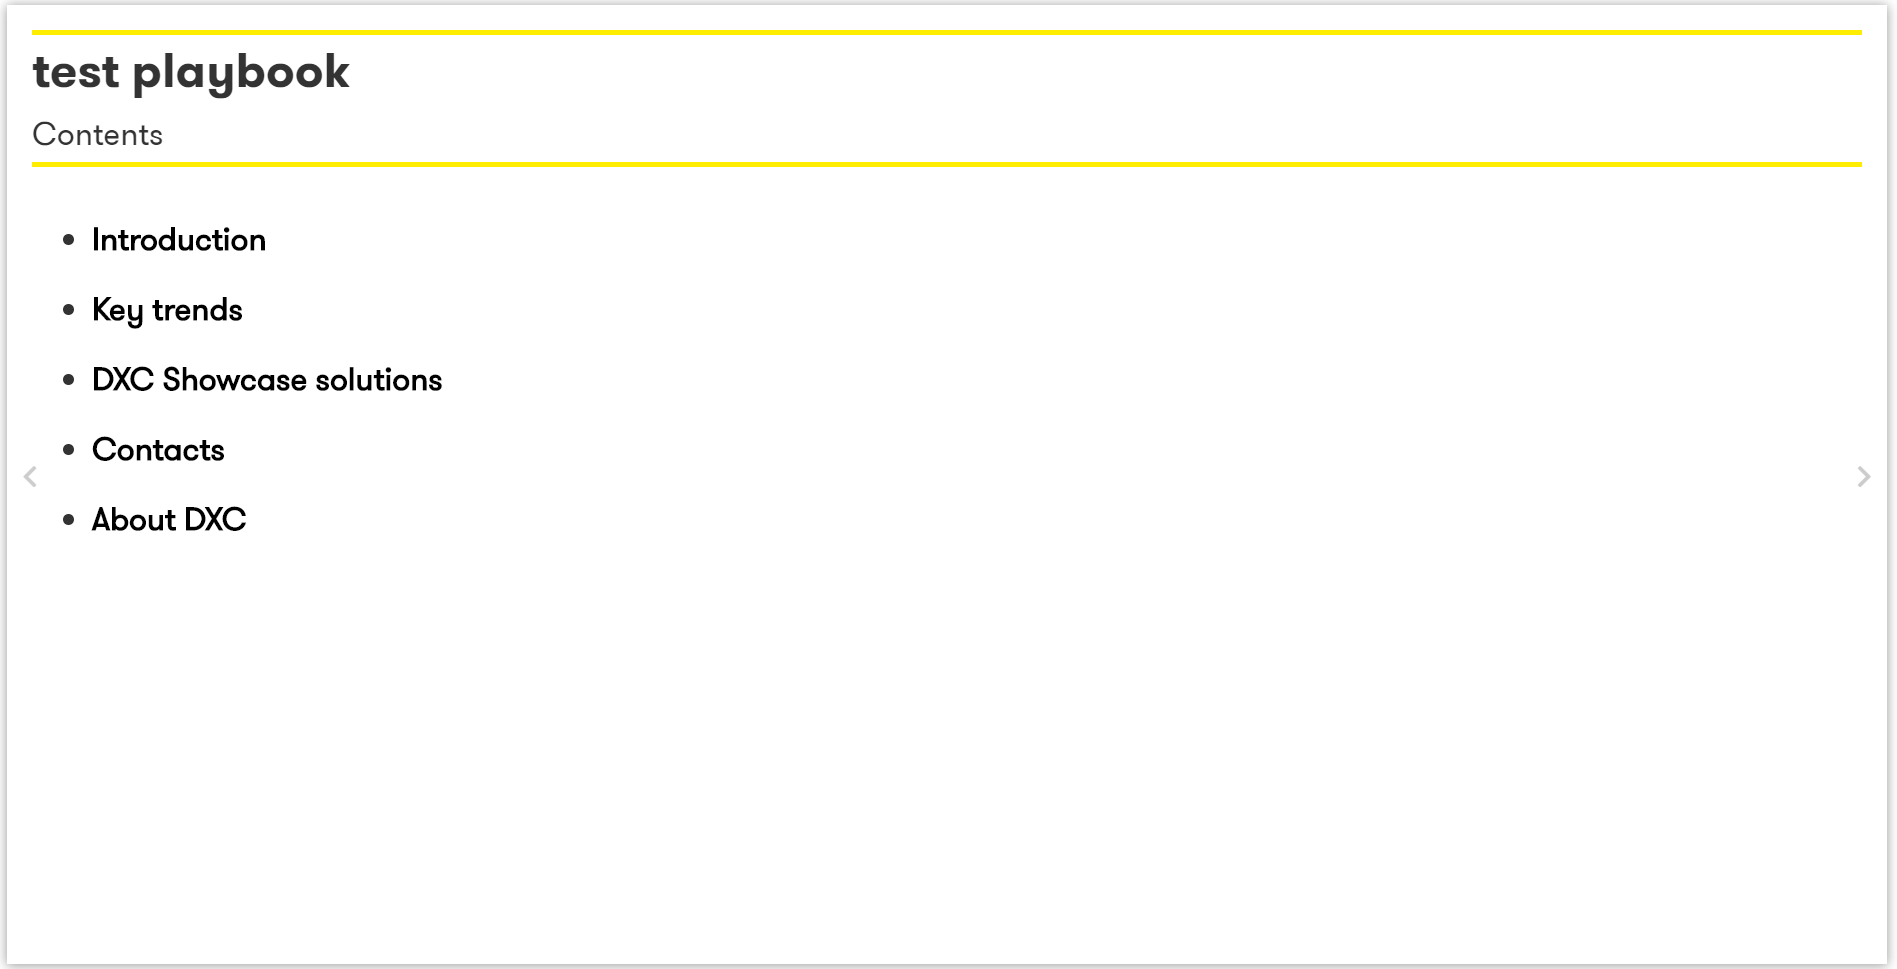 test playbook
Contents
Introduction
Key trends
DXC Showcase solutions
Contacts
About DXC